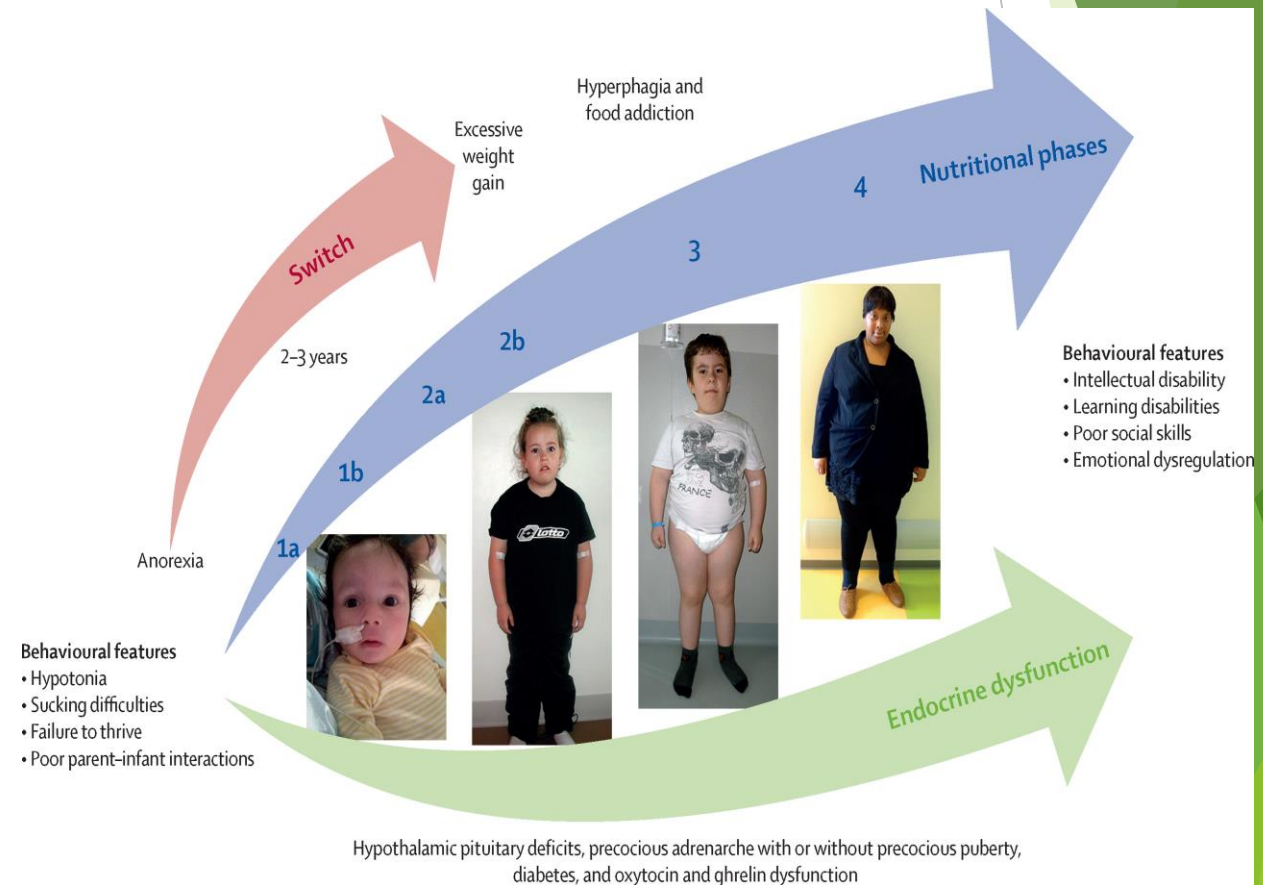 Hyperphagia and
food addiction
Excessive
weight
gain
Nutritional phases
4
3
Switch
2–3 years
2b
2a
1b
1a
Anorexia
Lotto
FRANCE
Behavioural features
• Intellectual disability
• Learning disabilities
• Poor social skills
• Emotional dysregulation
Behavioural features
• Hypotonia
• Sucking difficulties
• Failure to thrive
• Poor parent–infant interactions
Endocrine dysfunction
Hypothalamic pituitary deficits, precocious adrenarche with or without precocious puberty,
diabetes, and oxytocin and ghrelin dysfunction